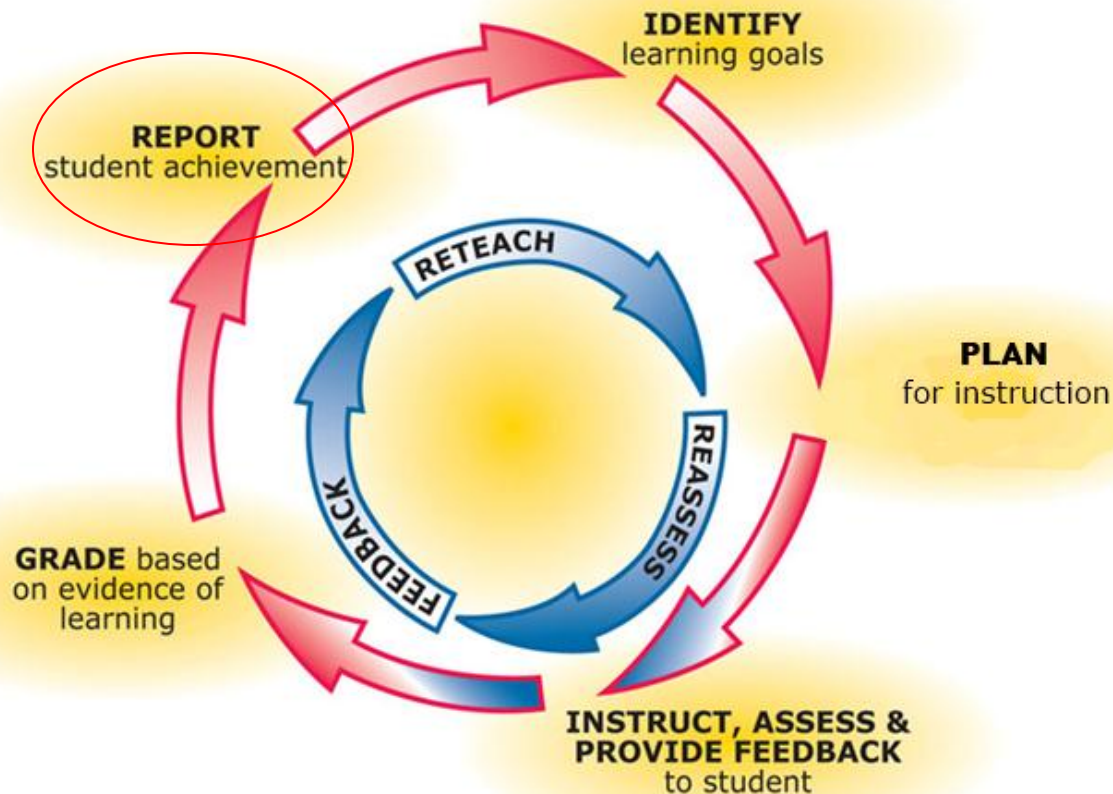 IDENTIFY
learning goals
REPORT
student achievement
RETEACH
PLAN
for instruction
REASSESS
FEEDBACK
GRADE based
on evidence of
learning
INSTRUCT, ASSESS &
PROVIDE FEEDBACK
to student